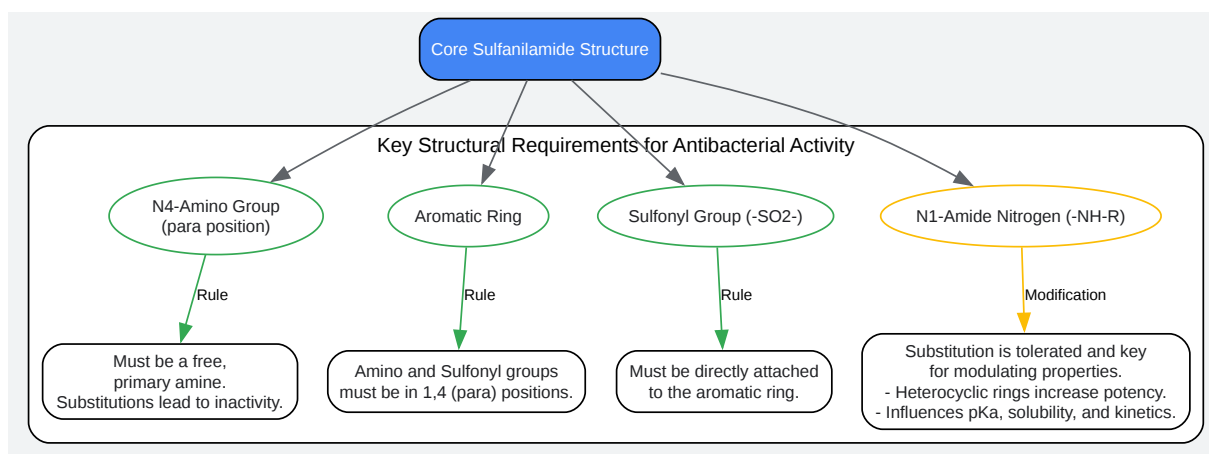 Core Sulfanilamide Structure
Key Structural Requirements for Antibacterial Activity
N4-Amino Group
(para position)
Aromatic Ring
Sulfonyl Group (-SO2-)
N1-Amide Nitrogen (-NH-R)
Rule
Rule
Rule
Modification
Must be a free,
primary amine.
Substitutions lead to inactivity.
Amino and Sulfonyl groups
must be in 1,4 (para) positions.
Must be directly attached
to the aromatic ring.
Substitution is tolerated and key
for modulating properties.
- Heterocyclic rings increase potency.
- Influences pKa, solubility, and kinetics.